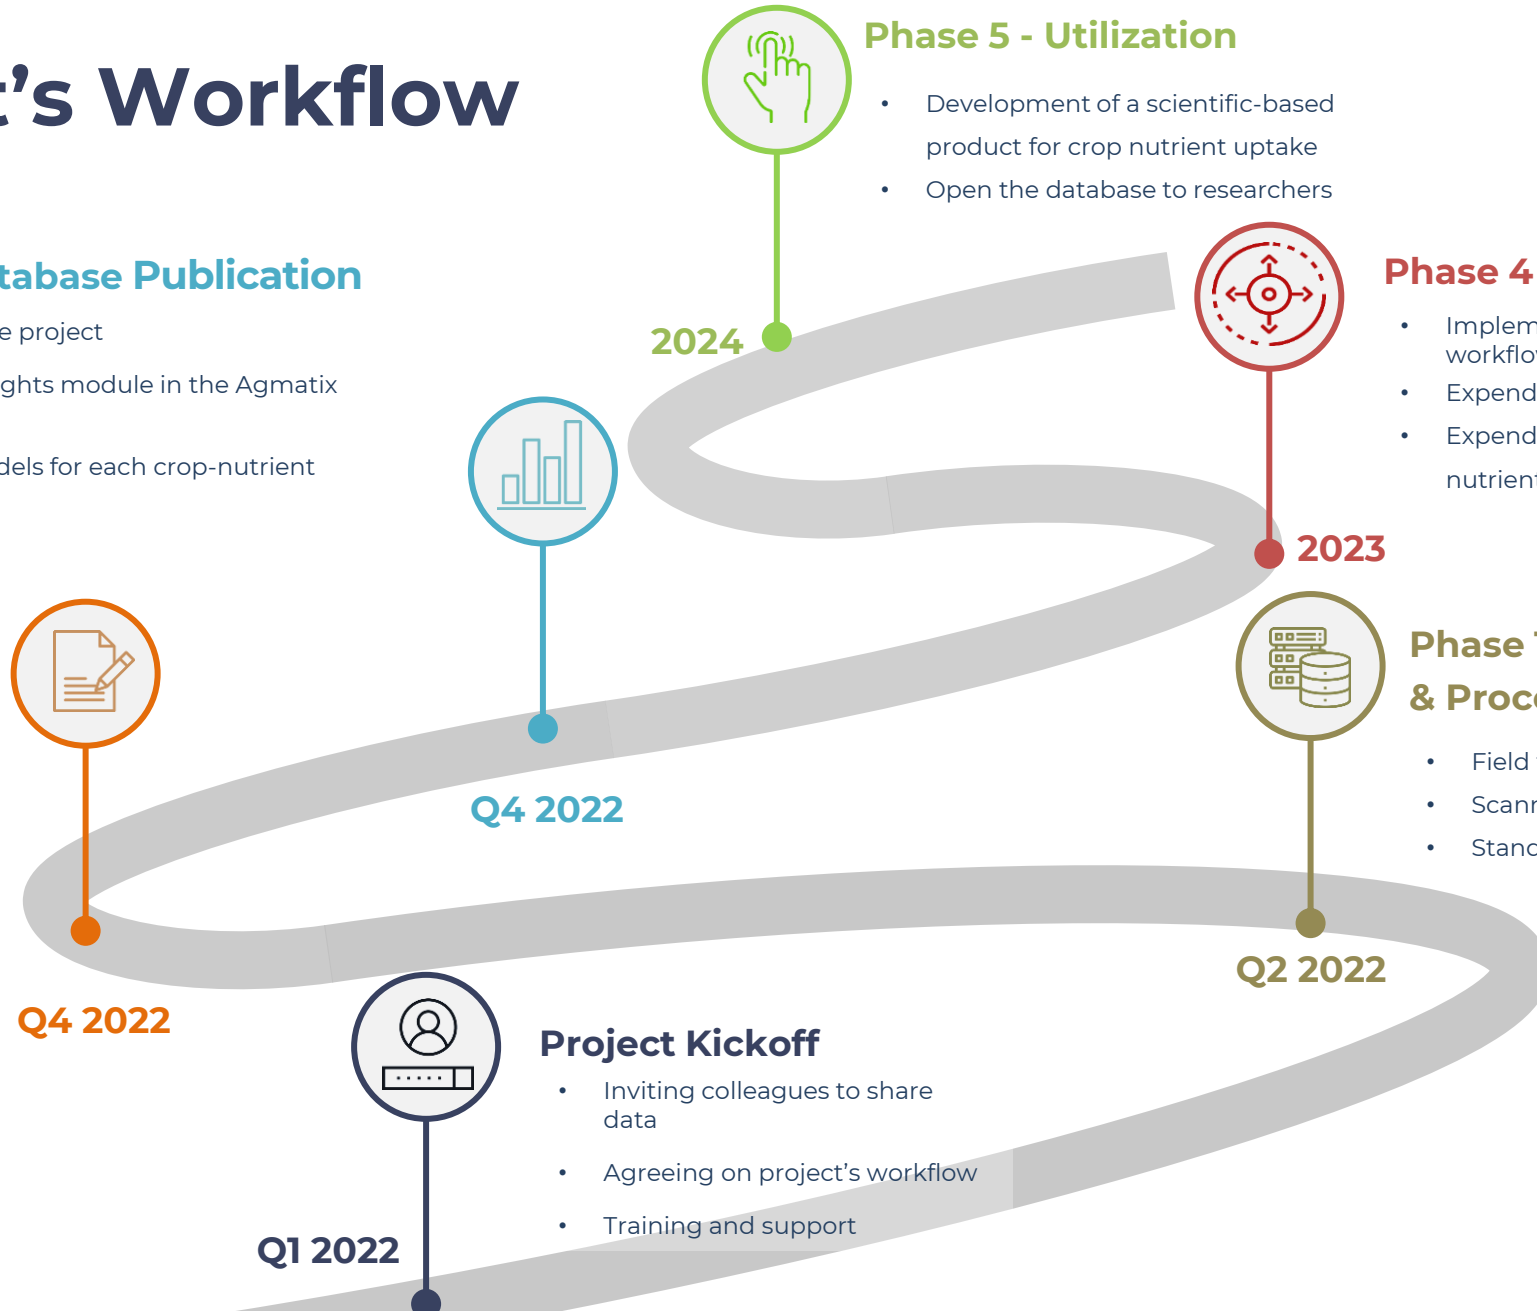 t's Workflow
Phase 5 - Utilization
• Development of a scientific-based
product for crop nutrient uptake
• Open the database to researchers
2024
tabase Publication
e project
ghts module in the Agmatix
dels for each crop-nutrient
Q4 2022
Phase 4
• Implem
workflo
• Expend
• Expend
nutrient
2023
Q4 2022
Phase
& Proc
• Field
• Scann
• Stand
Q2 2022
Project Kickoff
• Inviting colleagues to share
data
• Agreeing on project's workflow
• Training and support
Q1 2022